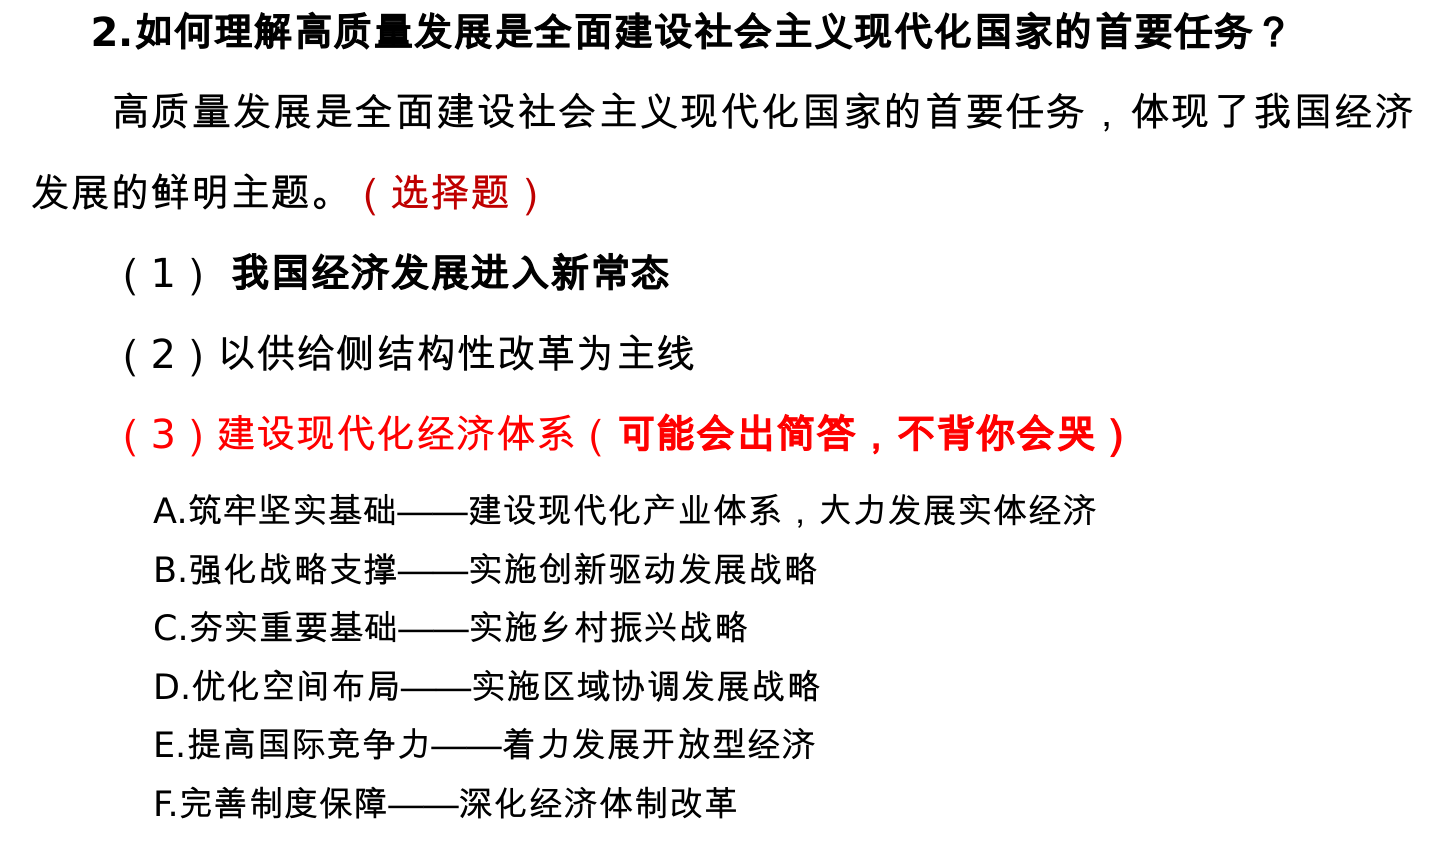 2.如何理解高质量发展是全面建设社会主义现代化国家的首要任务？
高质量发展是全面建设社会主义现代化国家的首要任务，体现了我国经济
发展的鲜明主题。（选择题）
（1） 我国经济发展进入新常态
（2）以供给侧结构性改革为主线
（3）建设现代化经济体系（可能会出简答，不背你会哭）
A.筑牢坚实基础——建设现代化产业体系，大力发展实体经济
B.强化战略支撑——实施创新驱动发展战略
C.夯实重要基础——实施乡村振兴战略
D.优化空间布局——实施区域协调发展战略
E.提高国际竞争力——着力发展开放型经济
F.完善制度保障——深化经济体制改革